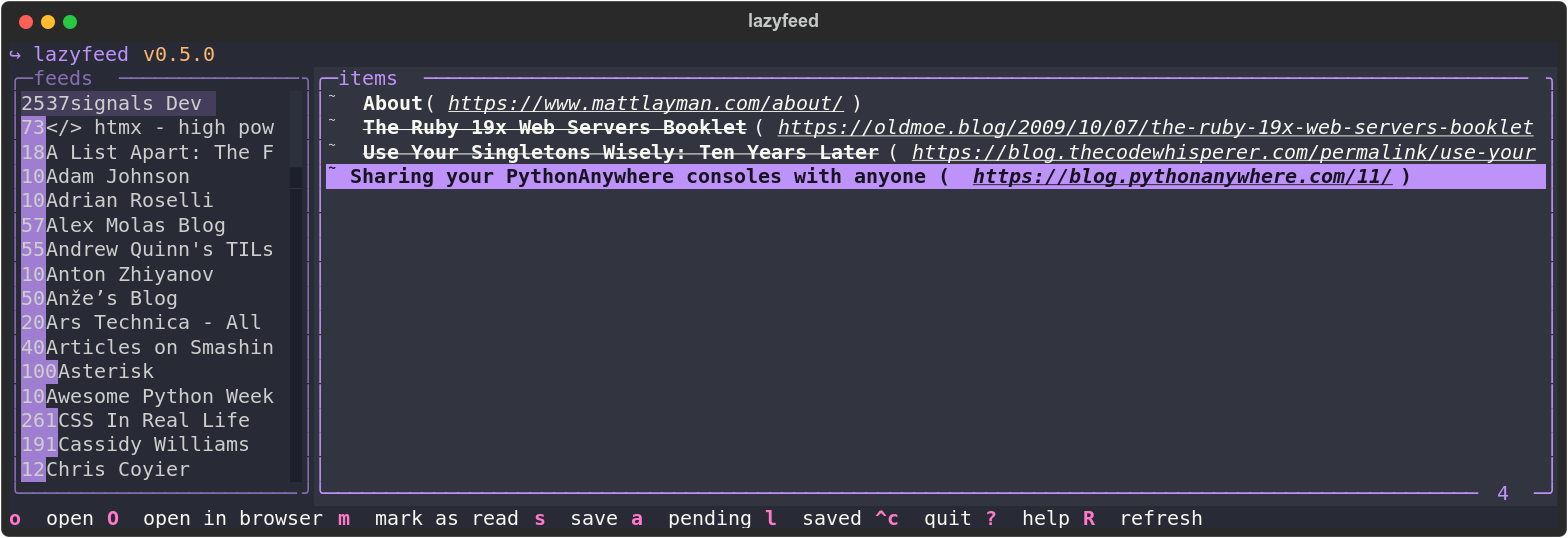 lazyfeed
↪ lazyfeed v0.5.0
feeds
2537signals Dev
73</> htmx - high pow
18A List Apart: The F
10Adam Johnson
10Adrian Roselli
57Alex Molas Blog
55Andrew Quinn's TILs
10Anton Zhiyanov
50Anže’s Blog
20Ars Technica - All
40Articles on Smashin
100Asterisk
10Awesome Python Week
261CSS In Real Life
191Cassidy Williams
12Chris Coyier
items
~ About( https://www.mattlayman.com/about/ )
~ The Ruby 19x Web Servers Booklet ( https://oldmoe.blog/2009/10/07/the-ruby-19x-web-servers-booklet
~ Use Your Singletons Wisely: Ten Years Later ( https://blog.thecodewhisperer.com/permalink/use-your
~ Sharing your PythonAnywhere consoles with anyone ( https://blog.pythonanywhere.com/11/ )
4
o open O open in browser m mark as read s save a pending l saved ^c quit ? help R refresh